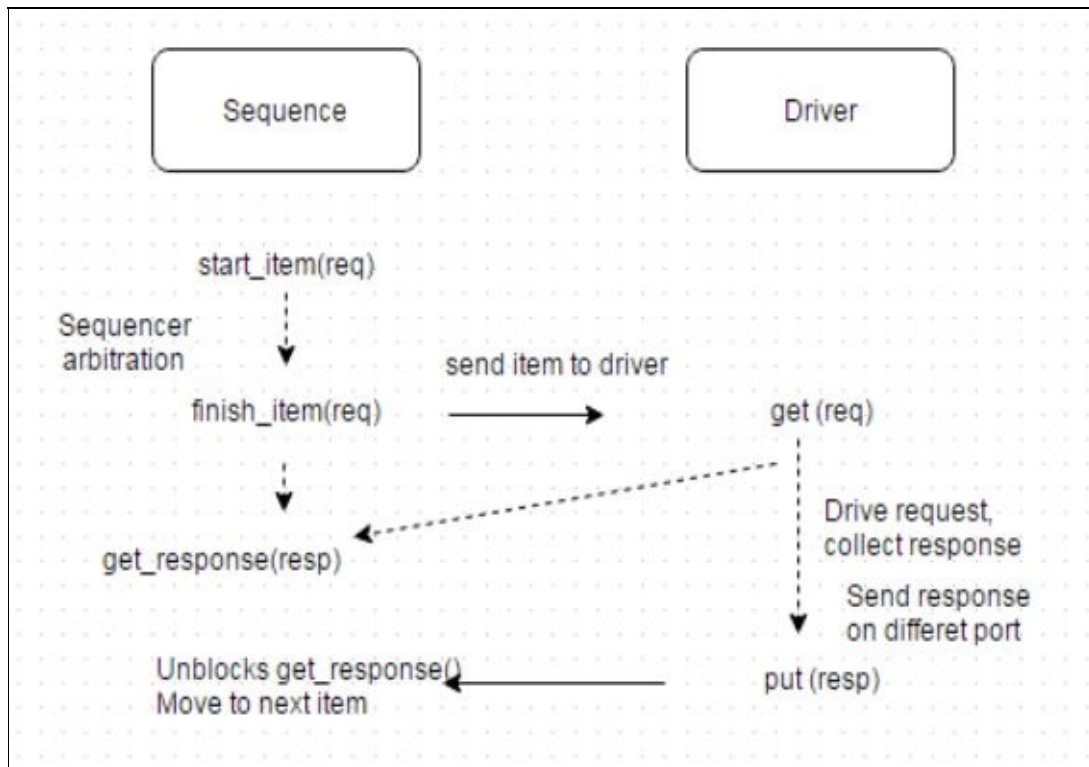 Sequence
Driver
start_item(req)
Sequencer
arbitration
send item to driver
finish_item(req)
get (req)
Drive request,
collect response
get_response(resp)
Send response
on differet port
Unblocks get_response()
Move to next item
put (resp)